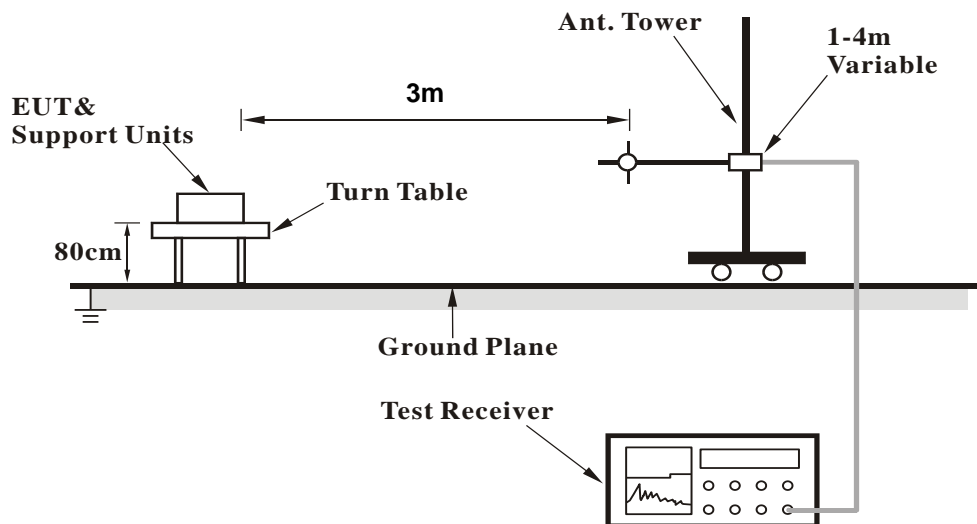 Ant. Tower
1-4m
Variable
3m
EUT&
Support Units
Turn Table
80cm
Ground Plane
Test Receiver